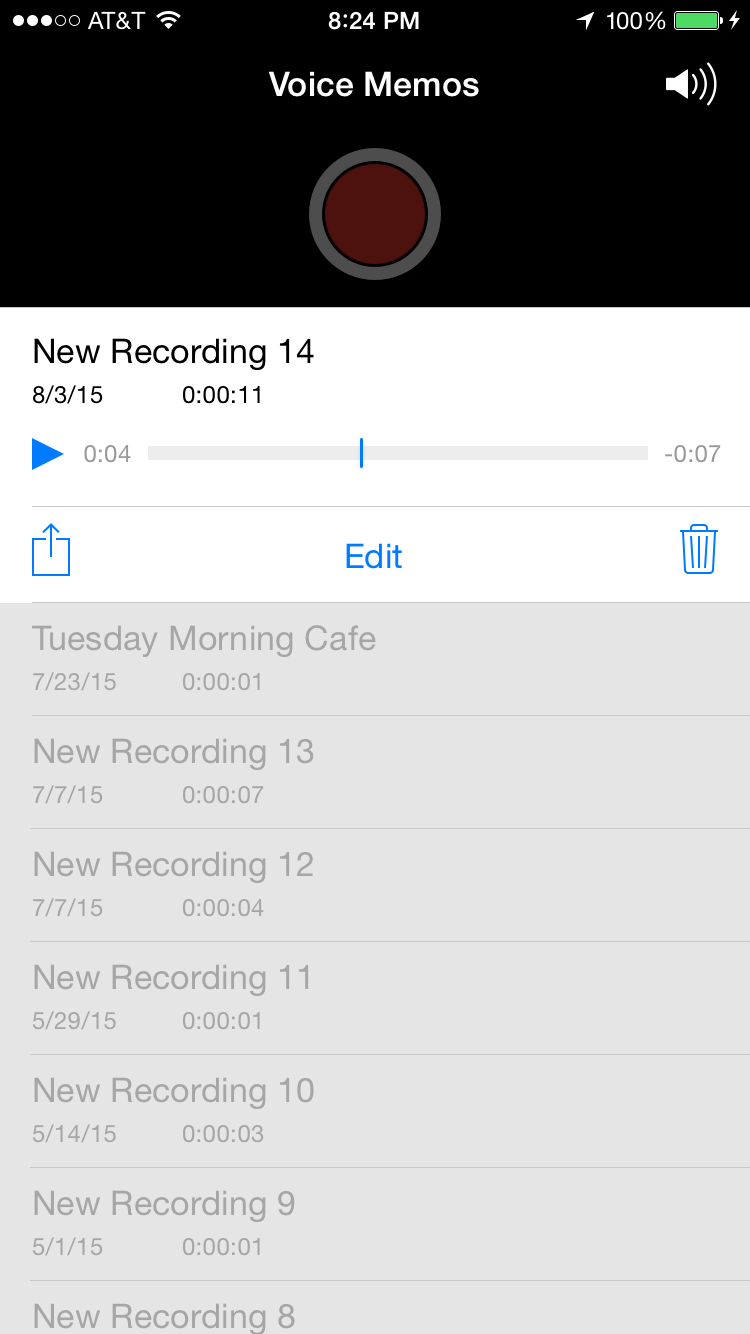 AT&T 8:24 PM 100%
Voice Memos
New Recording 14
8/3/15 0:00:11
0:04 -0:07
Edit
Tuesday Morning Cafe
7/23/15 0:00:01
New Recording 13
7/7/15 0:00:07
New Recording 12
7/7/15 0:00:04
New Recording 11
5/29/15 0:00:01
New Recording 10
5/14/15 0:00:03
New Recording 9
5/1/15 0:00:01
New Recording 8